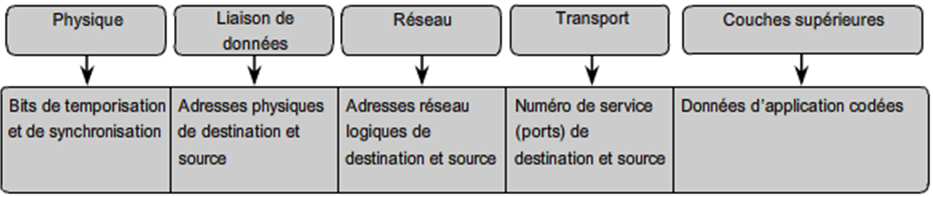 Physique
Liaison de
données
Réseau
Transport
Couches supérieures
Bits de temporisation
et de synchronisation
Adresses physiques
de destination et
source
Adresses réseau
logiques de
destination et source
Numéro de service
(ports) de
destination et source
Données d'application codées